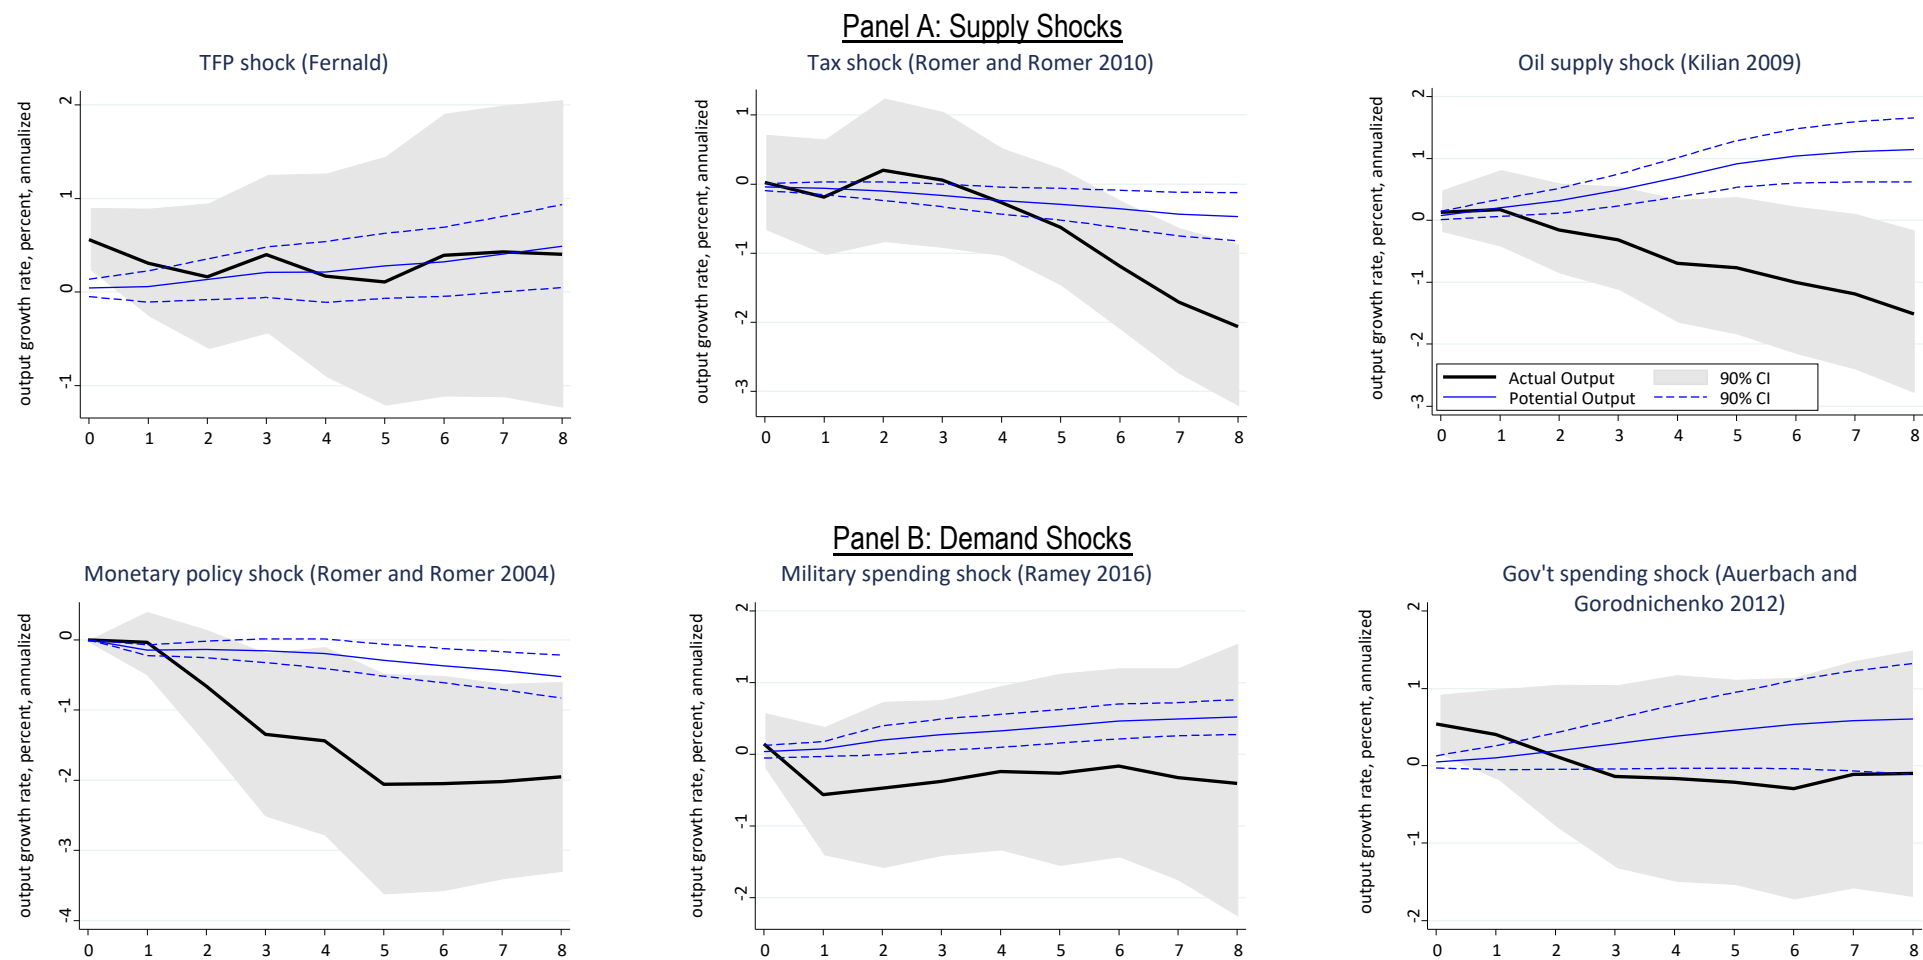 Panel A: Supply Shocks
TFP shock (Fernald)
output growth rate, percent, annualized
2
1
0
-1
0 1 2 3 4 5 6 7 8
Tax shock (Romer and Romer 2010)
output growth rate, percent, annualized
1
0
-1
-2
-3
0 1 2 3 4 5 6 7 8
Oil supply shock (Kilian 2009)
output growth rate, percent, annualized
2
1
0
-1
-2
-3
Actual Output 90% CI
Potential Output 90% CI
0 1 2 3 4 5 6 7 8
Panel B: Demand Shocks
Monetary policy shock (Romer and Romer 2004)
output growth rate, percent, annualized
0
-1
-2
-3
-4
0 1 2 3 4 5 6 7 8
Military spending shock (Ramey 2016)
output growth rate, percent, annualized
2
1
0
-1
-2
0 1 2 3 4 5 6 7 8
Gov't spending shock (Auerbach and
Gorodnichenko 2012)
output growth rate, percent, annualized
2
1
0
-1
-2
0 1 2 3 4 5 6 7 8